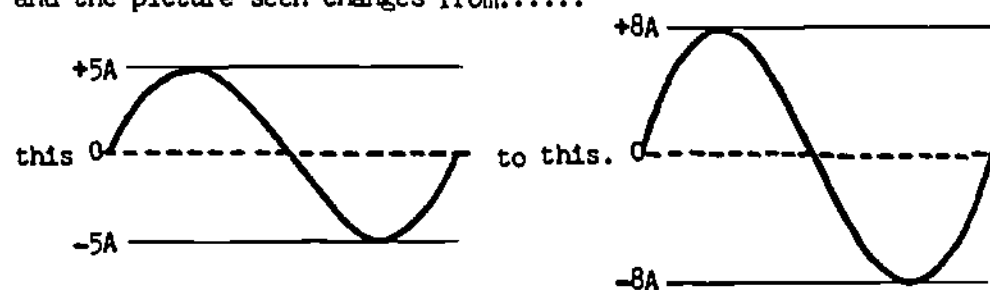 and the picture seen changes from......
+5A
this 0
-5A
+8A
to this. 0
-8A